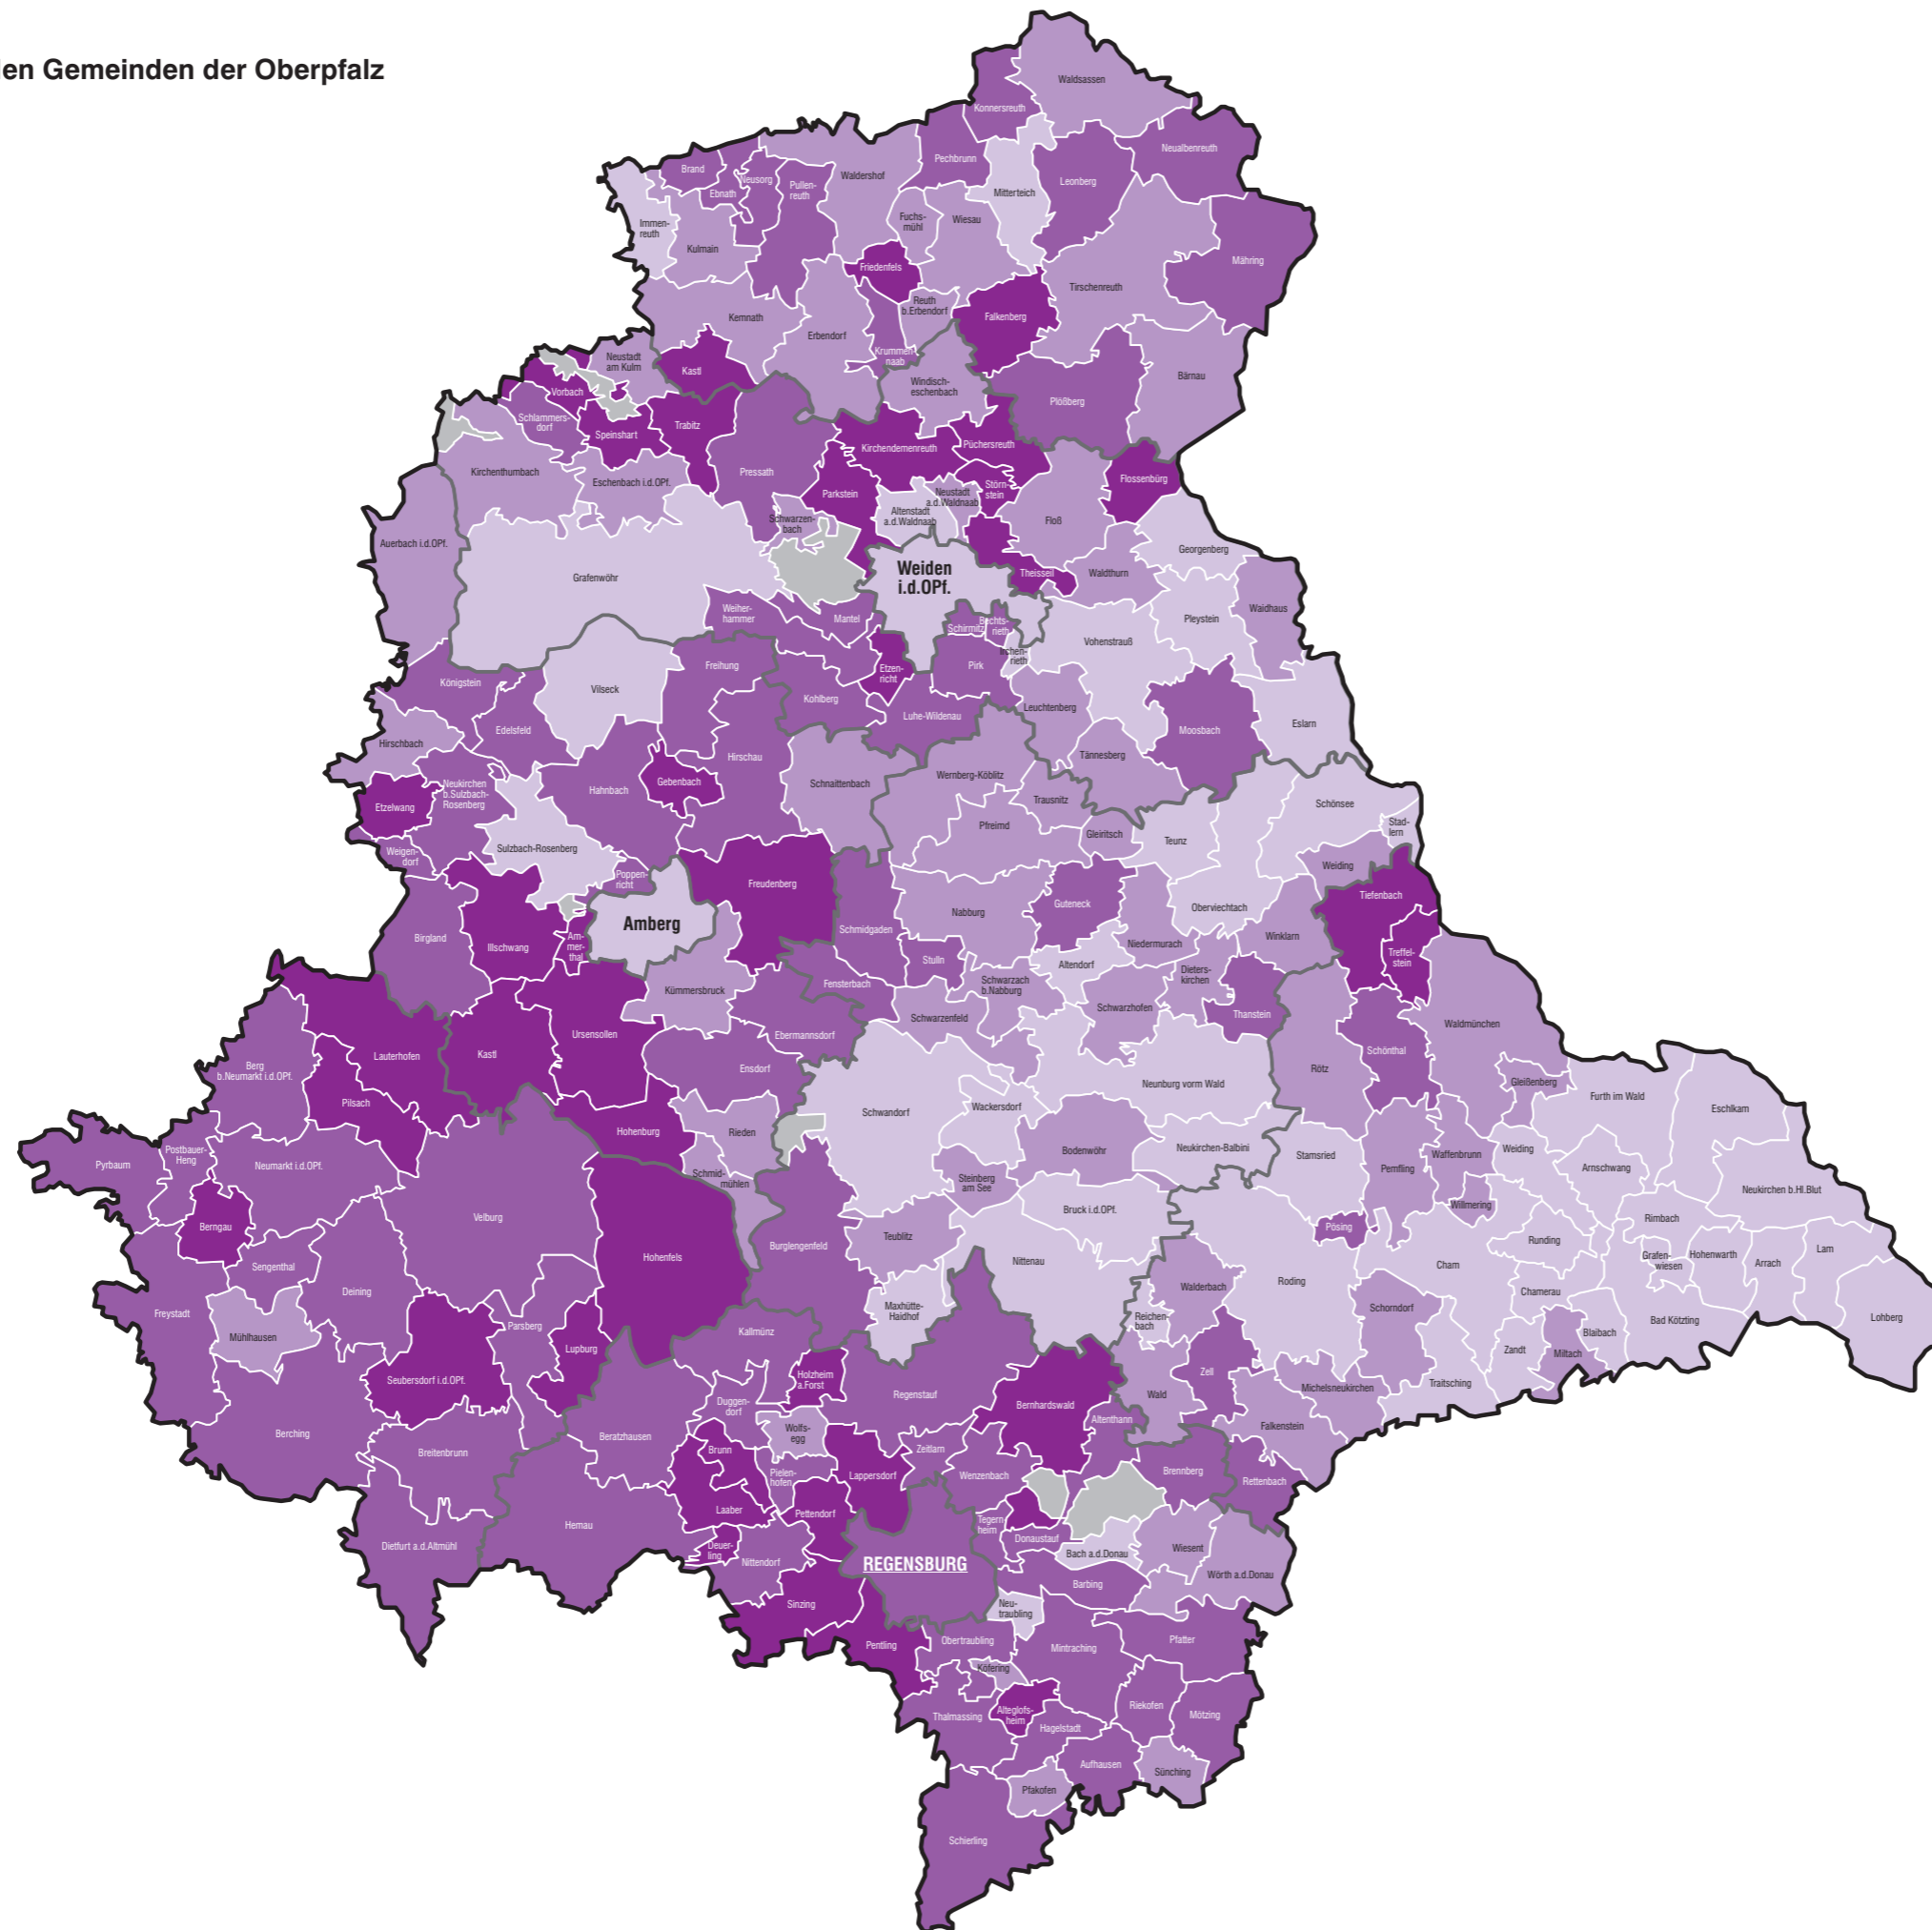 den Gemeinden der Oberpfalz
Waldsassen
Konnersreuth
Neualbenreuth
Pechbrunn
Brand
Neusorg
Ebnath
Pullen-
reuth
Waldershof
Mitterteich
Leonberg
Fuchs-
mühl
Wiesau
Immen-
reuth
Kulmain
Friedenfels
Mähring
Tirschenreuth
Reuth
b.Erbendorf
Falkenberg
Kemnath
Erbendorf
Krummen-
naab
Neustadt
am Kulm
Kastl
Windisch-
eschenbach
Bärnau
Plößberg
Vorbach
Schlammers-
dorf
Speinshart
Trabitz
Kirchendemenreuth
Püchersreuth
Kirchenthumbach
Eschenbach i.d.OPf.
Pressath
Parkstein
Störn-
stein
Flossenbürg
Neustadt
a.d.Waldnaab
Altenstadt
a.d.Waldnaab
Schwarzen-
bach
Floß
Auerbach i.d.OPf.
Georgenberg
Grafenwöhr
Weiden
i.d.OPf.
Theisseil
Waldthurn
Pleystein
Waidhaus
Weiher-
hammer
Mantel
Schirmitz
Bechts-
rieth
Vohenstrauß
Irchen-
rieth
Pirk
Etzen-
richt
Königstein
Vilseck
Freihung
Kohlberg
Luhe-Wildenau
Leuchtenberg
Moosbach
Eslarn
Edelsfeld
Hirschbach
Hirschau
Tännesberg
Etzelwang
Neukirchen
b.Sulzbach-
Rosenberg
Hahnbach
Gebenbach
Schnaittenbach
Wernberg-Köblitz
Trausnitz
Schönsee
Stad-
lern
Pfreimd
Gleiritsch
Teunz
Weigen-
dorf
Sulzbach-Rosenberg
Poppen-
richt
Freudenberg
Weiding
Tiefenbach
Guteneck
Oberviechtach
Nabburg
Amberg
Schmidgaden
Birgland
Illschwang
Am-
mer-
thal
Niedermurach
Winklarn
Treffel-
stein
Stulln
Altendorf
Dieters-
kirchen
Fensterbach
Schwarzach
b.Nabburg
Kümmersbruck
Schwarzhofen
Thanstein
Schwarzenfeld
Waldmünchen
Ursensollen
Ebermannsdorf
Lauterhofen
Kastl
Schönthal
Berg
b.Neumarkt i.d.OPf.
Ensdorf
Rötz
Neunburg vorm Wald
Gleißenberg
Furth im Wald
Pilsach
Schwandorf
Wackersdorf
Eschlkam
Hohenburg
Rieden
Bodenwöhr
Neukirchen-Balbini
Stamsried
Pemfling
Waffenbrunn
Weiding
Arnschwang
Postbauer-
Heng
Pyrbaum
Neumarkt i.d.OPf.
Schmid-
mühlen
Steinberg
am See
Neukirchen b.Hl.Blut
Willmering
Bruck i.d.OPf.
Rimbach
Velburg
Berngau
Pösing
Runding
Teublitz
Burglengenfeld
Hohenfels
Nittenau
Grafen-
wiesen
Hohenwarth
Arrach
Lam
Sengenthal
Cham
Roding
Deining
Walderbach
Chamerau
Freystadt
Schorndorf
Maxhütte-
Haidhof
Reichen-
bach
Lohberg
Bad Kötzting
Mühlhausen
Parsberg
Kallmünz
Blaibach
Lupburg
Zandt
Miltach
Seubersdorf i.d.OPf.
Holzheim
a.Forst
Regenstauf
Zell
Traitsching
Michelsneukirchen
Duggen-
dorf
Wald
Bernhardswald
Altenthann
Falkenstein
Berching
Beratzhausen
Wolfs-
egg
Breitenbrunn
Brunn
Zeitlarn
Pielen-
hofen
Lappersdorf
Wenzenbach
Brennberg
Rettenbach
Laaber
Pettendorf
Hemau
Tegern-
heim
Donaustauf
Dietfurt a.d.Altmühl
Deuer-
ling
Nittendorf
REGENSBURG
Bach a.d.Donau
Wiesent
Wörth a.d.Donau
Barbing
Sinzing
Neu-
traubling
Pentling
Obertraubling
Mintraching
Pfatter
Köfering
Thalmassing
Alteglofs-
heim
Riekofen
Mötzing
Hagelstadt
Aufhausen
Sünching
Pfakofen
Schierling